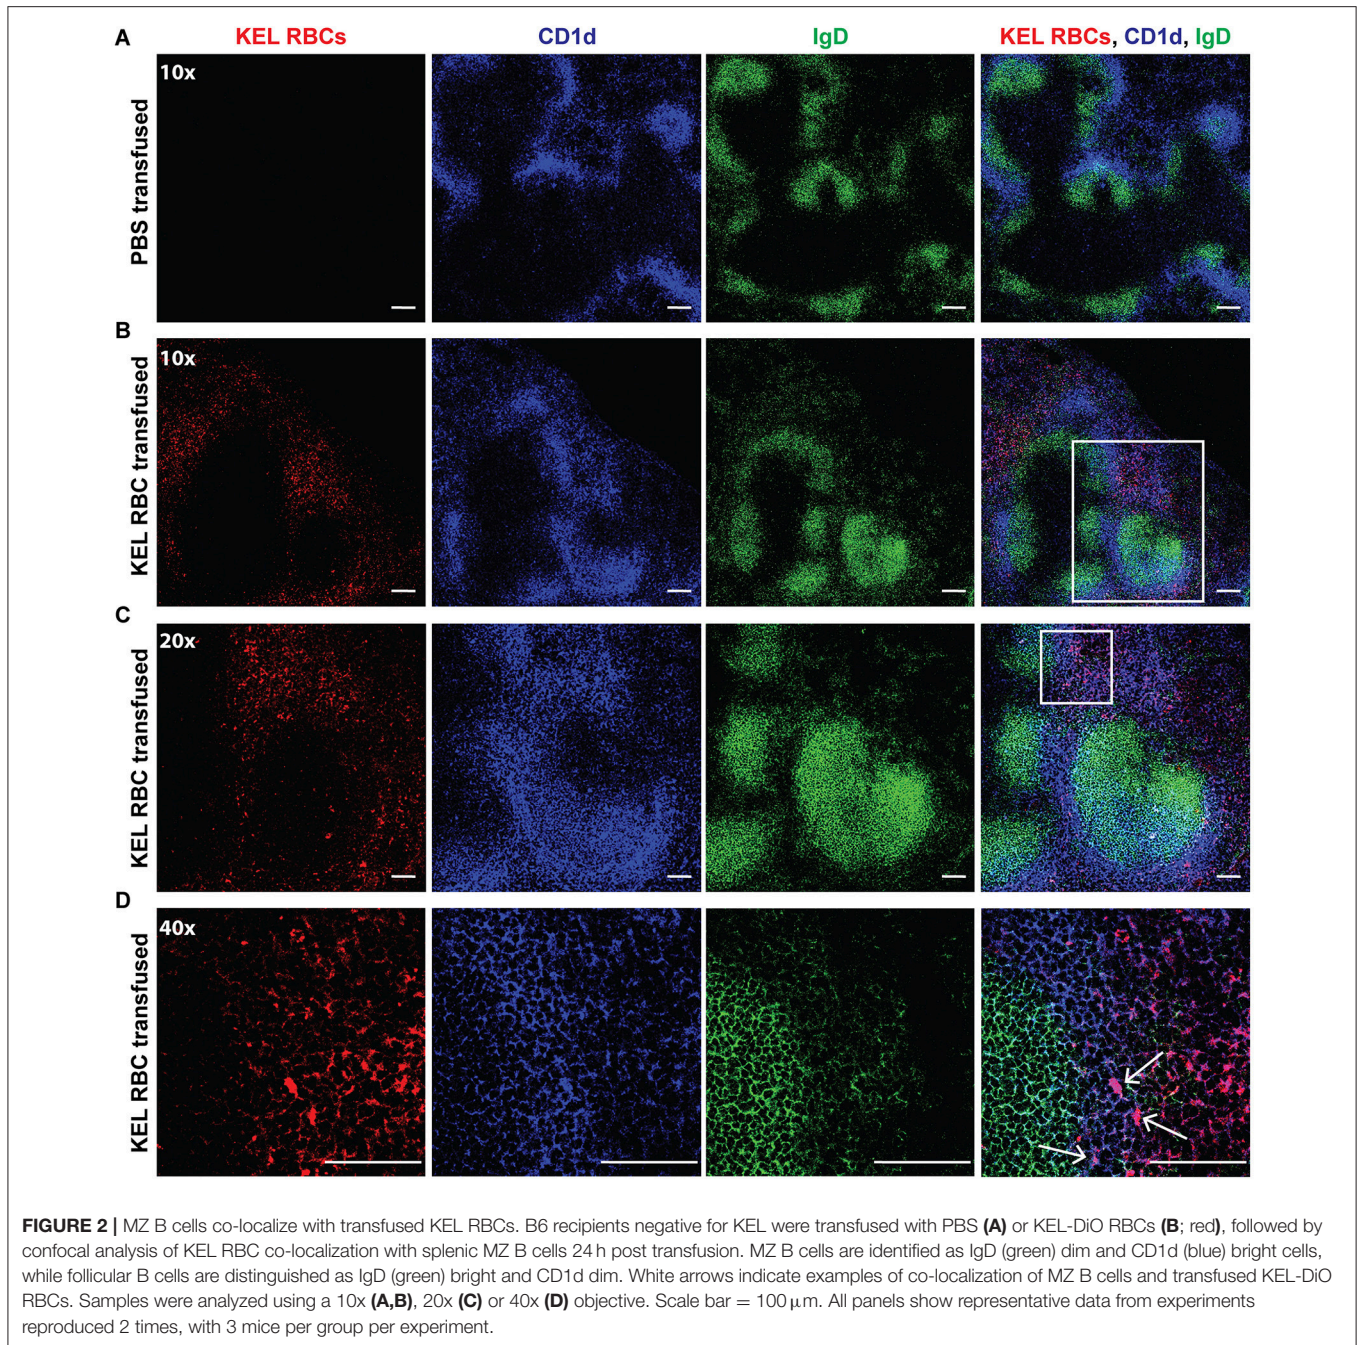 A
KEL RBCs
CD1d
IgD
KEL RBCs, CD1d, IgD
10x
PBS transfused
B
10x
KEL RBC transfused
C
20x
KEL RBC transfused
D
40x
KEL RBC transfused
FIGURE 2 | MZ B cells co-localize with transfused KEL RBCs. B6 recipients negative for KEL were transfused with PBS (A) or KEL-DiO RBCs (B; red), followed by
confocal analysis of KEL RBC co-localization with splenic MZ B cells 24 h post transfusion. MZ B cells are identified as IgD (green) dim and CD1d (blue) bright cells,
while follicular B cells are distinguished as IgD (green) bright and CD1d dim. White arrows indicate examples of co-localization of MZ B cells and transfused KEL-DiO
RBCs. Samples were analyzed using a 10x (A,B), 20x (C) or 40x (D) objective. Scale bar = 100 µm. All panels show representative data from experiments
reproduced 2 times, with 3 mice per group per experiment.